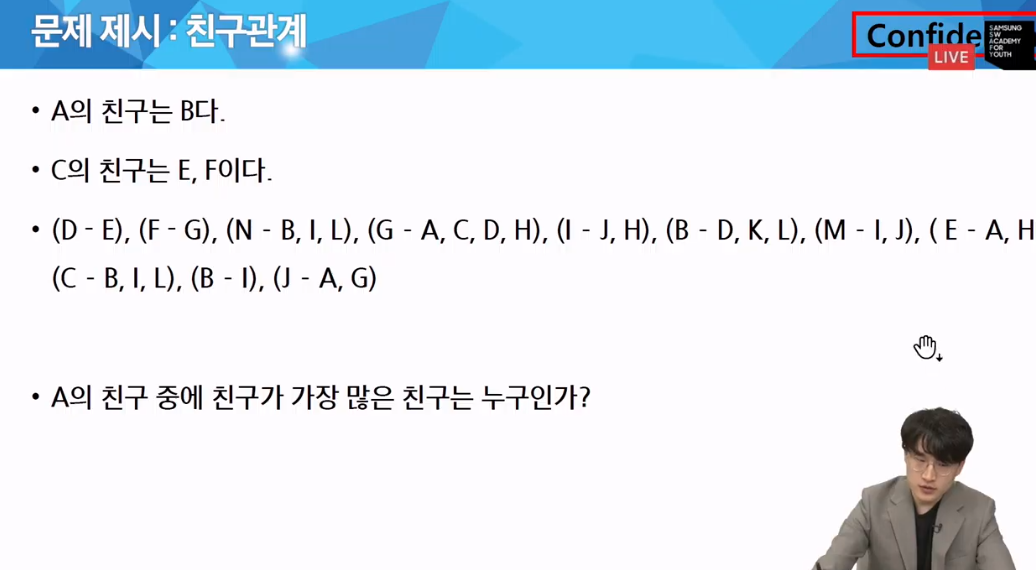 문제 제시 : 친구관계
Confide
LIVE
SAMSUNG
SW
ACADEMY
FOR
YOUTH
• A의 친구는 B다.
• C의 친구는 E, F이다.
• (D - E), (F - G), (N - B, I, L), (G - A, C, D, H), (I - J, H), (B - D, K, L), (M - I, J), ( E - A, H
(C - B, I, L), (B - I), (J - A, G)
• A의 친구 중에 친구가 가장 많은 친구는 누구인가?